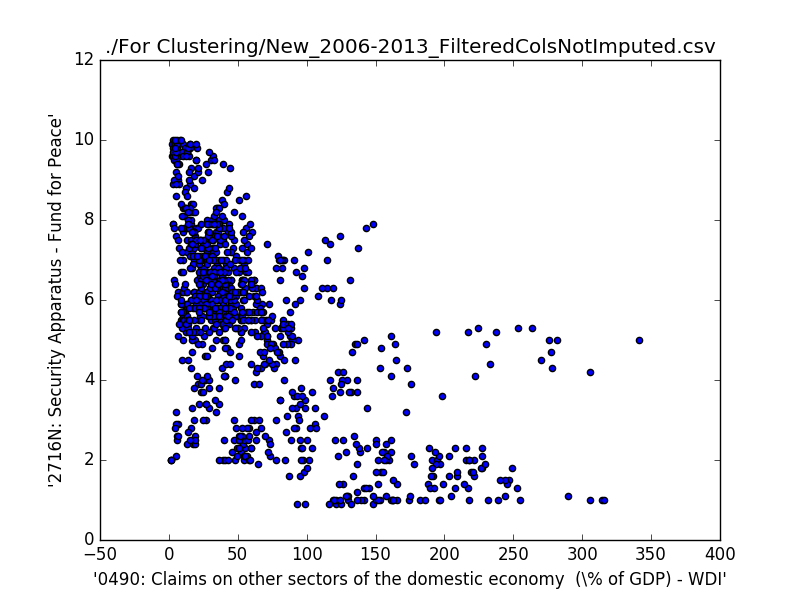 ./For Clustering/New_2006-2013_FilteredColsNotImputed.csv
12
10
8
6
4
2
0
'2716N: Security Apparatus - Fund for Peace'
−50 0 50 100 150 200 250 300 350 400
'0490: Claims on other sectors of the domestic economy  (\% of GDP) - WDI'